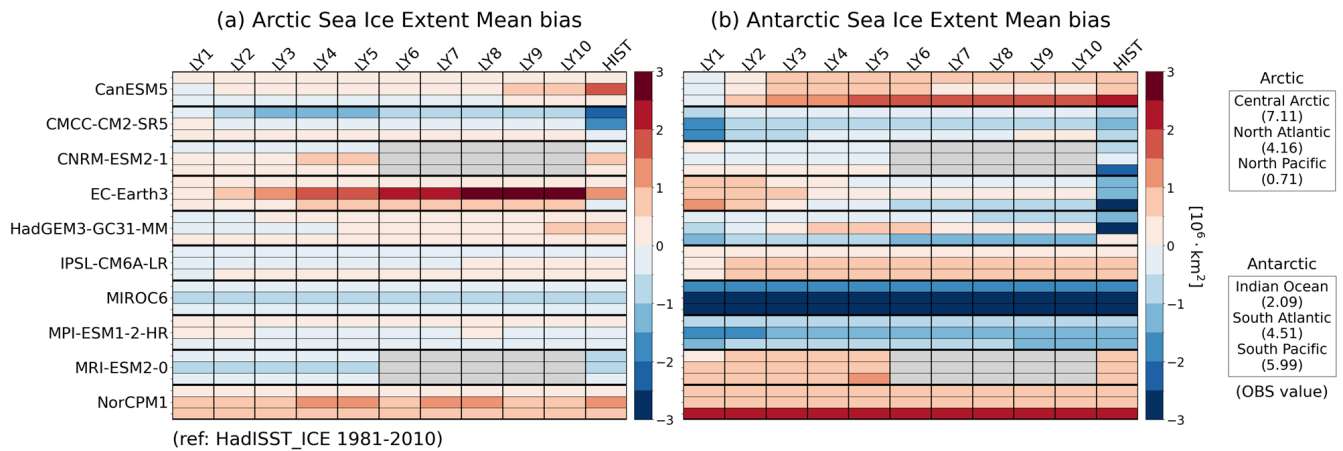 (a) Arctic Sea Ice Extent Mean bias
LY1 LY2 LY3 LY4 LY5 LY6 LY7 LY8 LY9 LY10 HIST
CanESM5
CMCC-CM2-SR5
CNRM-ESM2-1
EC-Earth3
HadGEM3-GC31-MM
IPSL-CM6A-LR
MIROC6
MPI-ESM1-2-HR
MRI-ESM2-0
NorCPM1
3
2
1
0
−1
−2
−3
(ref: HadISST_ICE 1981-2010)
(b) Antarctic Sea Ice Extent Mean bias
LY1 LY2 LY3 LY4 LY5 LY6 LY7 LY8 LY9 LY10 HIST
3
2
1
0
−1
−2
−3
[10⁶ · km²]
Arctic
Central Arctic
(7.11)
North Atlantic
(4.16)
North Pacific
(0.71)
Antarctic
Indian Ocean
(2.09)
South Atlantic
(4.51)
South Pacific
(5.99)
(OBS value)